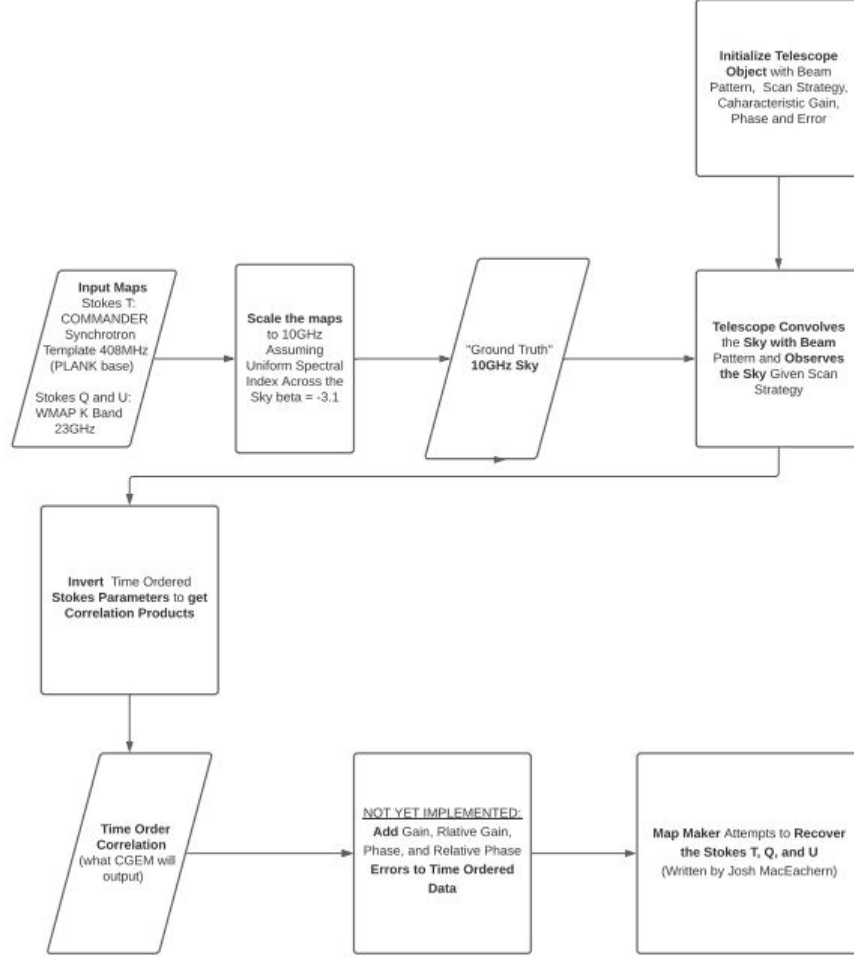 Initialize Telescope
Object with Beam
Pattern, Scan Strategy,
Caharacteristic Gain,
Phase and Error
Input Maps
Stokes T:
COMMANDER
Synchrotron
Template 408MHz
(PLANK base)
Stokes Q and U:
WMAP K Band
23GHz
Scale the maps
to 10GHz
Assuming
Uniform Spectral
Index Across the
Sky beta = -3.1
"Ground Truth"
10GHz Sky
Telescope Convolves
the Sky with Beam
Pattern and Observes
the Sky Given Scan
Strategy
Invert Time Ordered
Stokes Parameters to get
Correlation Products
Time Order
Correlation
(what CGEM will
output)
NOT YET IMPLEMENTED:
Add Gain, Rlative Gain,
Phase, and Relative Phase
Errors to Time Ordered
Data
Map Maker Attempts to Recover
the Stokes T, Q, and U
(Written by Josh MacEachern)